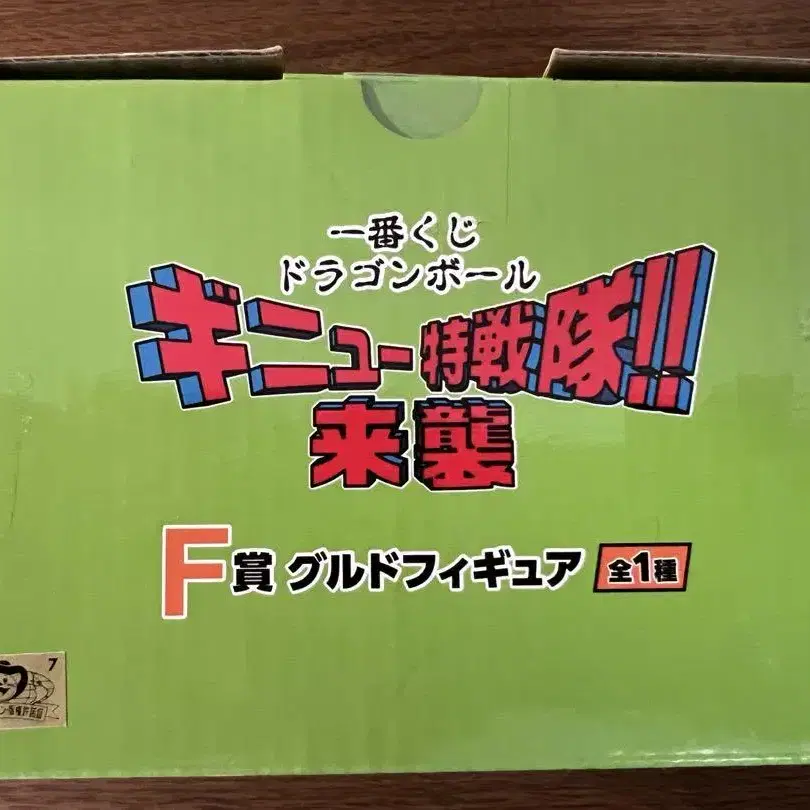 一番くじ
ドラゴンボール
ギニュー特戦隊!!
来襲
F賞 グルドフィギュア 全1種
7